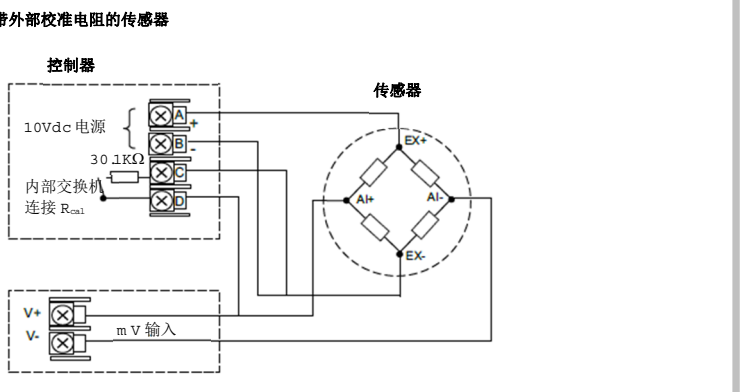 带外部校准电阻的传感器
控制器
传感器
10Vdc 电源
A
+
B
-
30.1KΩ
C
内部交换机
连接 Rcal
D
EX+
AI+
AI-
EX-
V+
V-
mV 输入